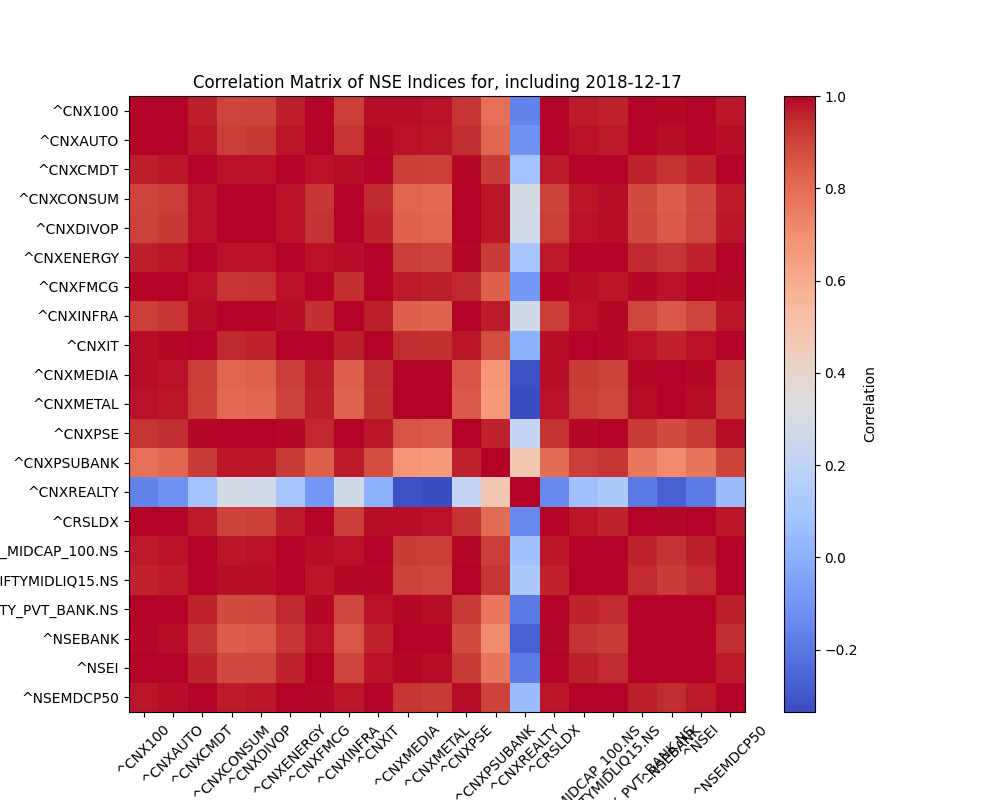 Correlation Matrix of NSE Indices for, including 2018-12-17
^CNX100
^CNXAUTO
^CNXCMDT
^CNXCONSUM
^CNXDIVOP
^CNXENERGY
^CNXFMCG
^CNXINFRA
^CNXIT
^CNXMEDIA
^CNXMETAL
^CNXPSE
^CNXPSUBANK
^CNXREALTY
^CRSLDX
_MIDCAP_100.NS
IFTYMIDLIQ15.NS
TY_PVT_BANK.NS
^NSEBANK
^NSEI
^NSEMDCP50
^CNX100
^CNXAUTO
^CNXCMDT
^CNXCONSUM
^CNXDIVOP
^CNXENERGY
^CNXFMCG
^CNXINFRA
^CNXIT
^CNXMEDIA
^CNXMETAL
^CNXPSE
^CNXPSUBANK
^CNXREALTY
^CRSLDX
MIDCAP_100.NS
TYMIDLIQ15.NS
PVT_BANK.NS
^NSEBANK
^NSEI
^NSEMDCP50
1.0
0.8
0.6
0.4
0.2
0.0
−0.2
Correlation